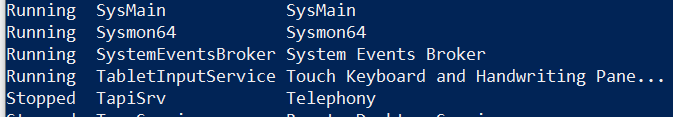 Running SysMain SysMain
Running Sysmon64 Sysmon64
Running SystemEventsBroker System Events Broker
Running TabletInputService Touch Keyboard and Handwriting Pane...
Stopped TapiSrv Telephony